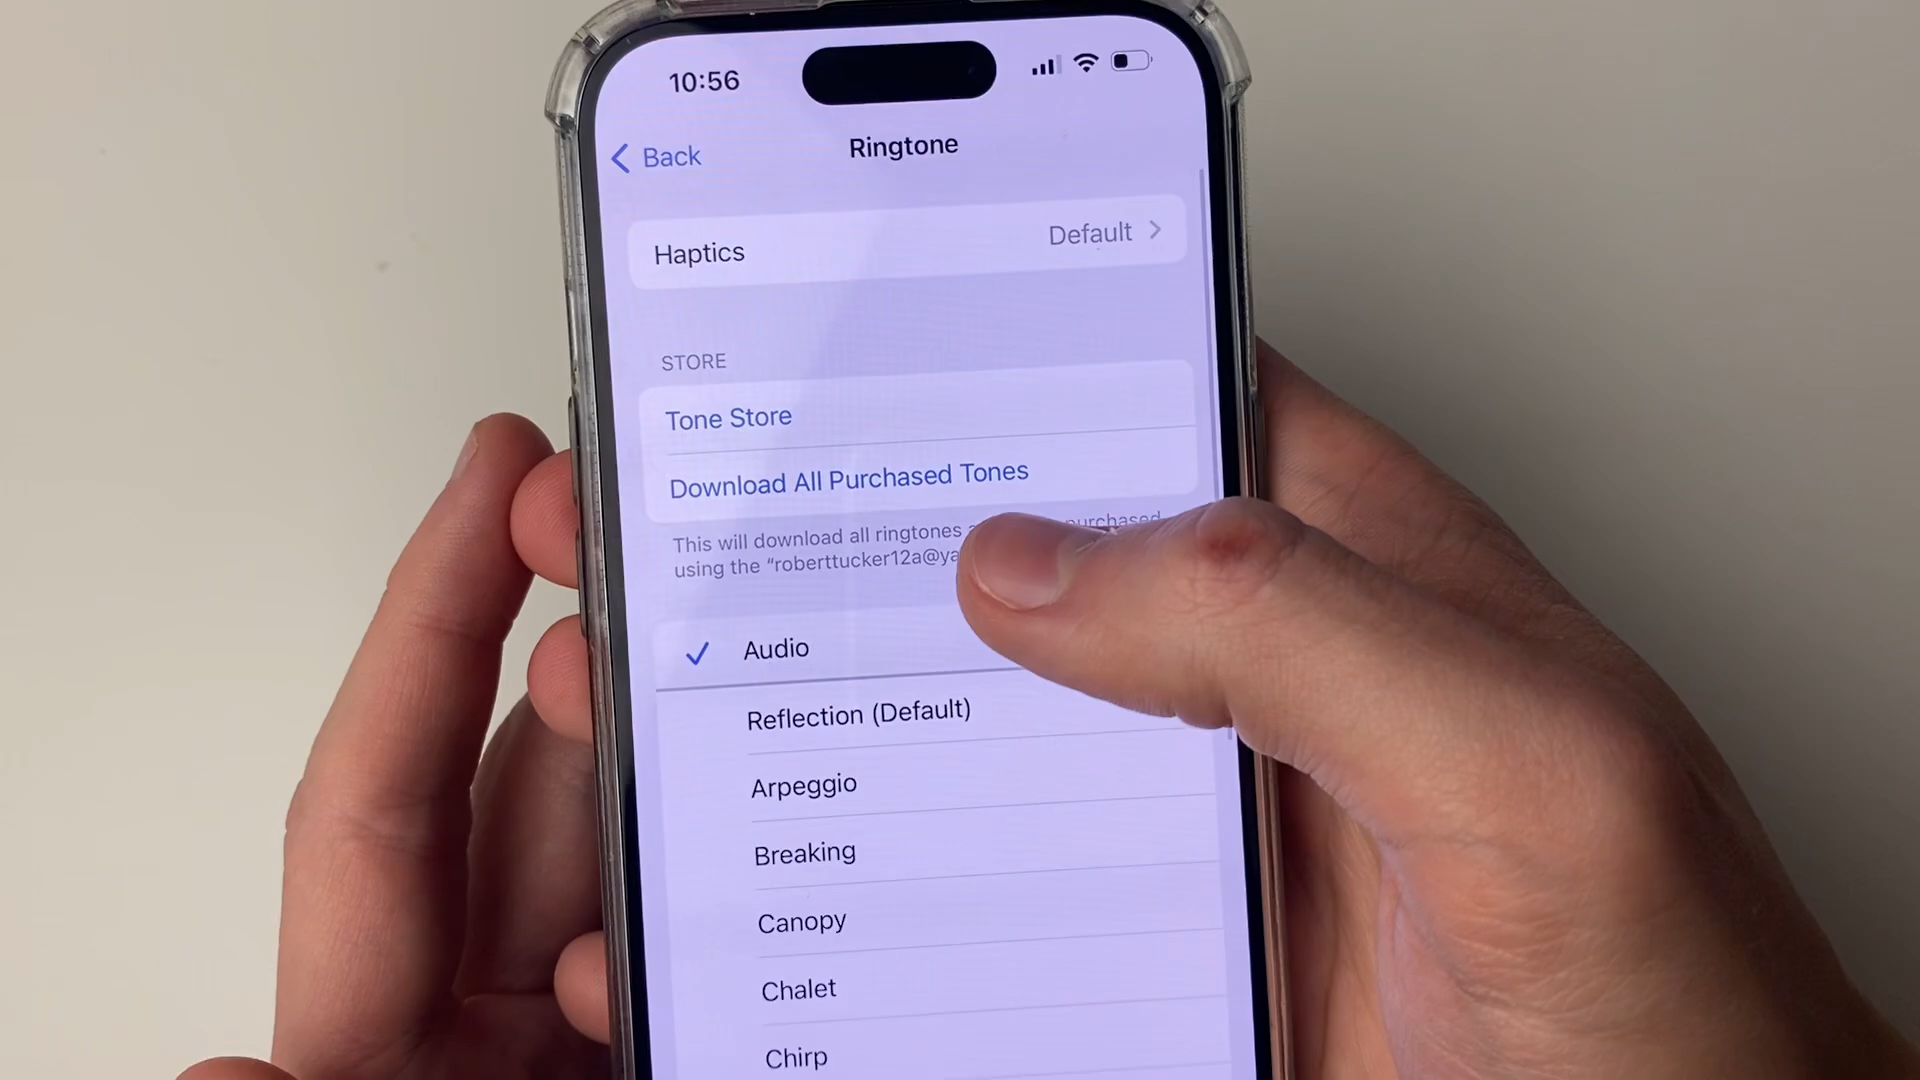 10:56
Back
Ringtone
Haptics
Default
STORE
Tone Store
Download All Purchased Tones
This will download all ringtones purchased
using the “roberttucker12a@ya
Audio
Reflection (Default)
Arpeggio
Breaking
Canopy
Chalet
Chirp